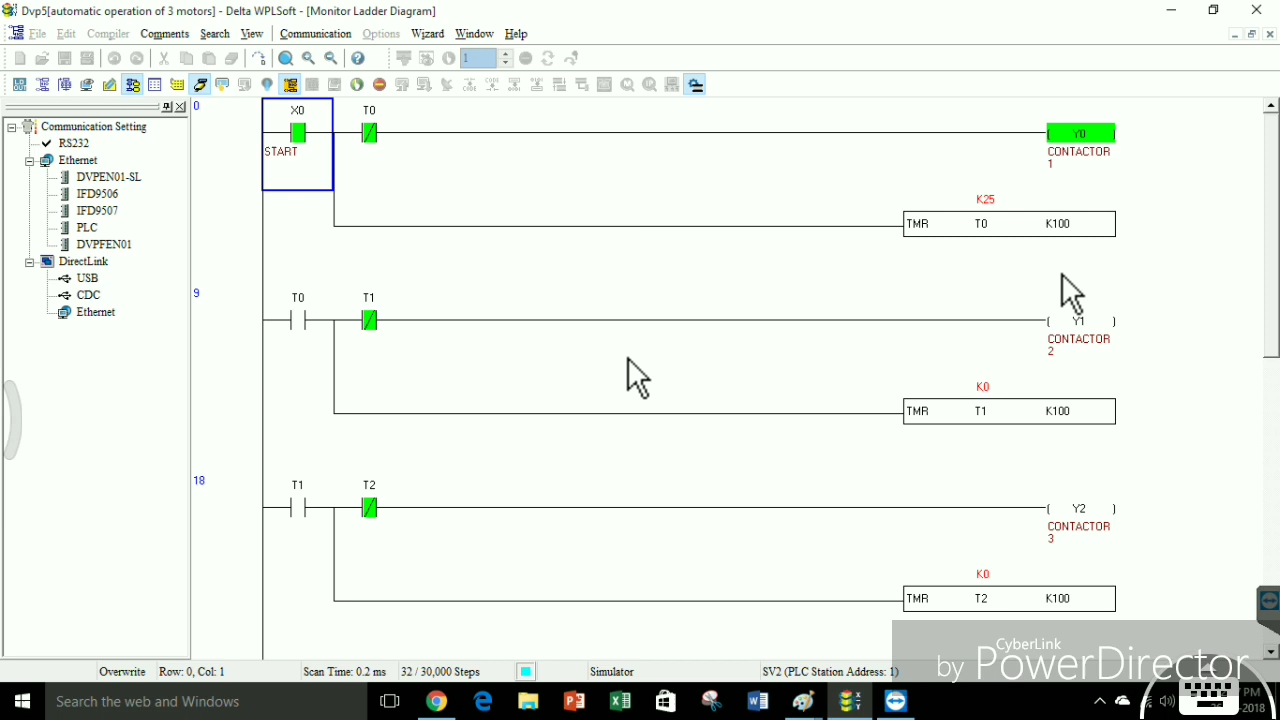 Dvp5[automatic operation of 3 motors] - Delta WPLSoft - [Monitor Ladder Diagram]
File Edit Compiler Comments Search View Communication Options Wizard Window Help
1
Communication Setting
RS232
Ethernet
DVPEN01-SL
IFD9506
IFD9507
PLC
DVPFEN01
DirectLink
USB
CDC
Ethernet
0
X0 T0
START
Y0
CONTACTOR
1
K25
TMR T0 K100
9
T0 T1
Y1
CONTACTOR
2
K0
TMR T1 K100
18
T1 T2
Y2
CONTACTOR
3
K0
TMR T2 K100
Overwrite Row: 0, Col: 1 Scan Time: 0.2 ms 32 / 30,000 Steps Simulator SV2 (PLC Station Address: 1)
CyberLink
by PowerDirector
Search the web and Windows
PM
-2018